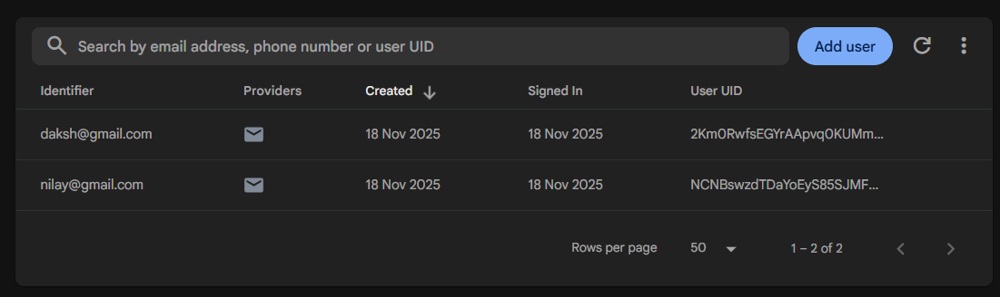 Search by email address, phone number or user UID Add user
Identifier Providers Created Signed In User UID
daksh@gmail.com 18 Nov 2025 18 Nov 2025 2Km0RwfsEGYrAApvq0KUMm...
nilay@gmail.com 18 Nov 2025 18 Nov 2025 NCNBswzdTDaYoEyS85SJMF...
Rows per page 50 1 – 2 of 2